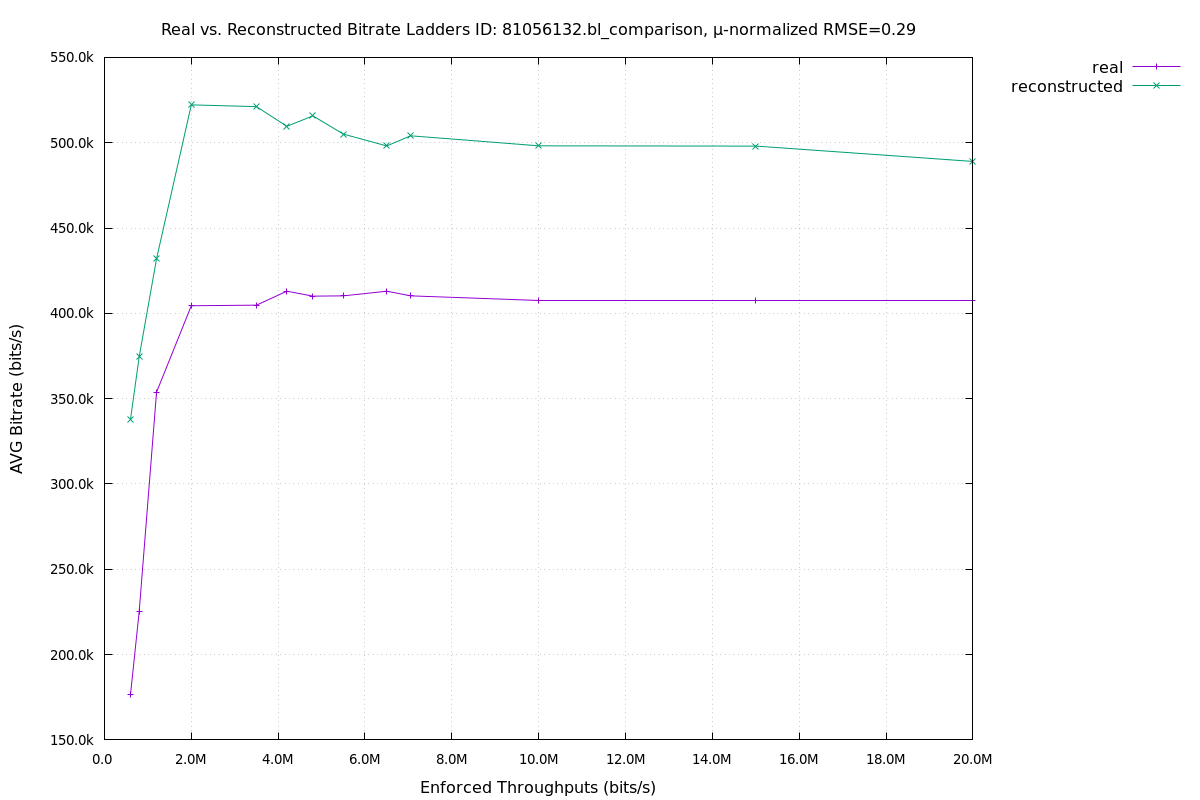 Real vs. Reconstructed Bitrate Ladders ID: 81056132.bl_comparison, μ-normalized RMSE=0.29
real
reconstructed
550.0k
500.0k
450.0k
400.0k
350.0k
300.0k
250.0k
200.0k
150.0k
AVG Bitrate (bits/s)
0.0 2.0M 4.0M 6.0M 8.0M 10.0M 12.0M 14.0M 16.0M 18.0M 20.0M
Enforced Throughputs (bits/s)